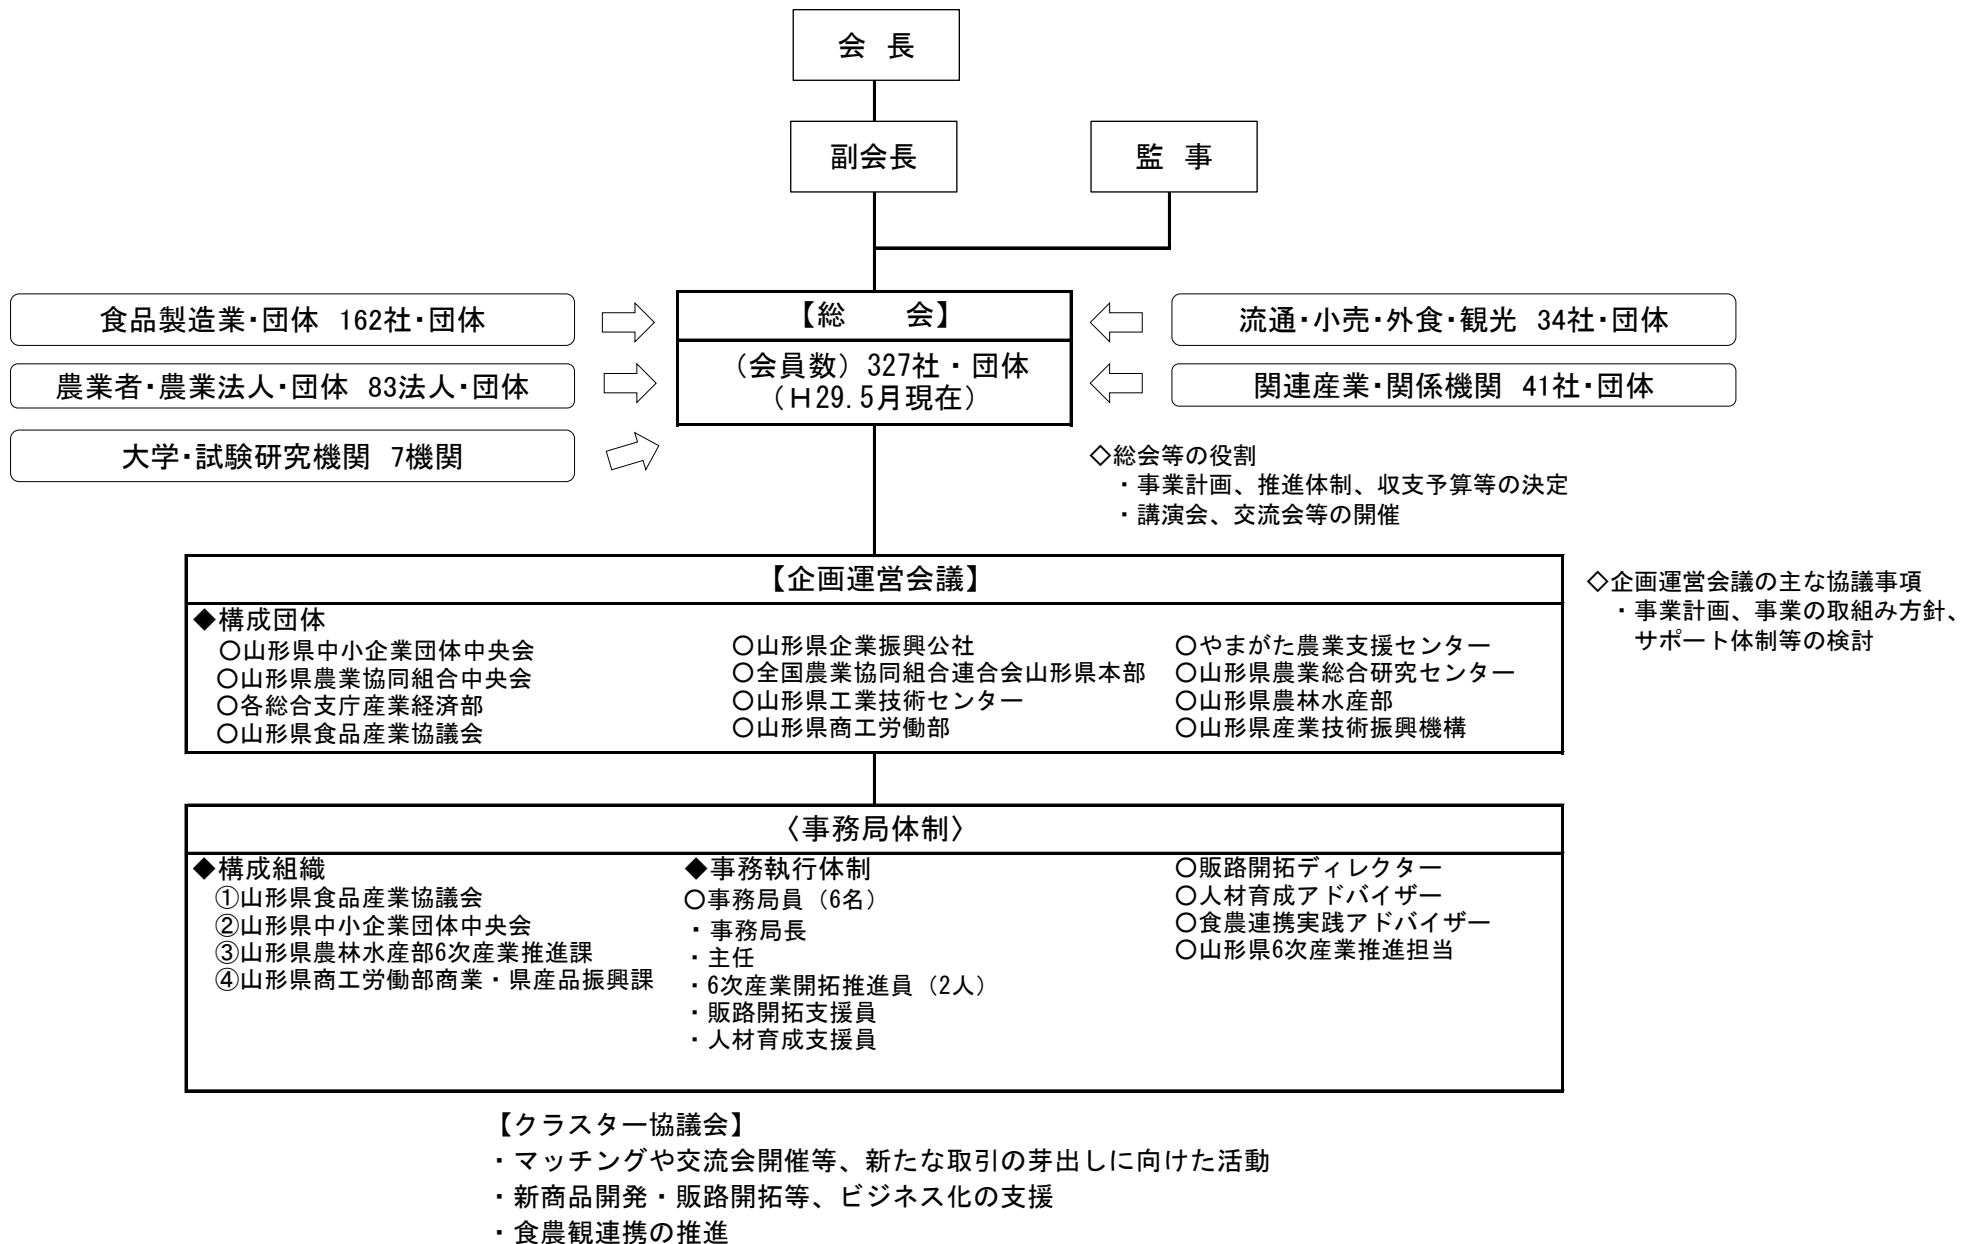 会 長
副会長
監 事
食品製造業・団体 162社・団体
農業者・農業法人・団体 83法人・団体
大学・試験研究機関 7機関
【総 会】
(会員数)327社・団体
(H29.5月現在)
流通・小売・外食・観光 34社・団体
関連産業・関係機関 41社・団体
◇総会等の役割
・事業計画、推進体制、収支予算等の決定
・講演会、交流会等の開催
【企画運営会議】
◆構成団体
○山形県中小企業団体中央会
○山形県農業協同組合中央会
○各総合支庁産業経済部
○山形県食品産業協議会
○山形県企業振興公社
○全国農業協同組合連合会山形県本部
○山形県工業技術センター
○山形県商工労働部
○やまがた農業支援センター
○山形県農業総合研究センター
○山形県農林水産部
○山形県産業技術振興機構
◇企画運営会議の主な協議事項
・事業計画、事業の取組み方針、
サポート体制等の検討
〈事務局体制〉
◆構成組織
①山形県食品産業協議会
②山形県中小企業団体中央会
③山形県農林水産部6次産業推進課
④山形県商工労働部商業・県産品振興課
◆事務執行体制
○事務局員(6名)
・事務局長
・主任
・6次産業開拓推進員(2人)
・販路開拓支援員
・人材育成支援員
○販路開拓ディレクター
○人材育成アドバイザー
○食農連携実践アドバイザー
○山形県6次産業推進担当
【クラスター協議会】
・マッチングや交流会開催等、新たな取引の芽出しに向けた活動
・新商品開発・販路開拓等、ビジネス化の支援
・食農観連携の推進